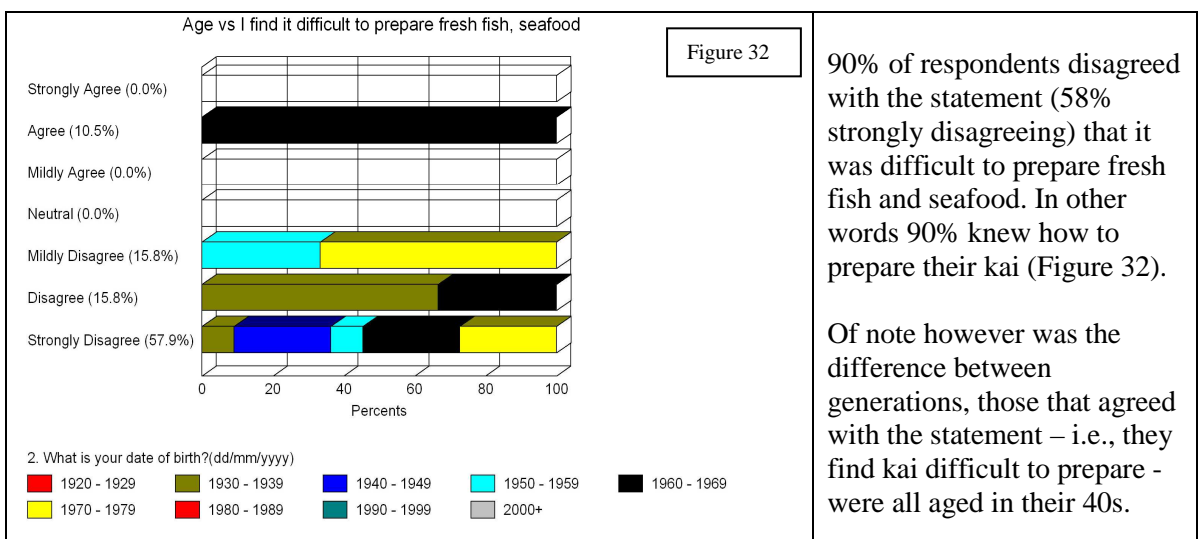 Age vs I find it difficult to prepare fresh fish, seafood
Figure 32
Strongly Agree (0.0%)
Agree (10.5%)
Mildly Agree (0.0%)
Neutral (0.0%)
Mildly Disagree (15.8%)
Disagree (15.8%)
Strongly Disagree (57.9%)
0 20 40 60 80 100
Percents
2. What is your date of birth?(dd/mm/yyyy)
1920 - 1929 1930 - 1939 1940 - 1949 1950 - 1959 1960 - 1969
1970 - 1979 1980 - 1989 1990 - 1999 2000+
90% of respondents disagreed
with the statement (58%
strongly disagreeing) that it
was difficult to prepare fresh
fish and seafood. In other
words 90% knew how to
prepare their kai (Figure 32).
Of note however was the
difference between
generations, those that agreed
with the statement – i.e., they
find kai difficult to prepare -
were all aged in their 40s.